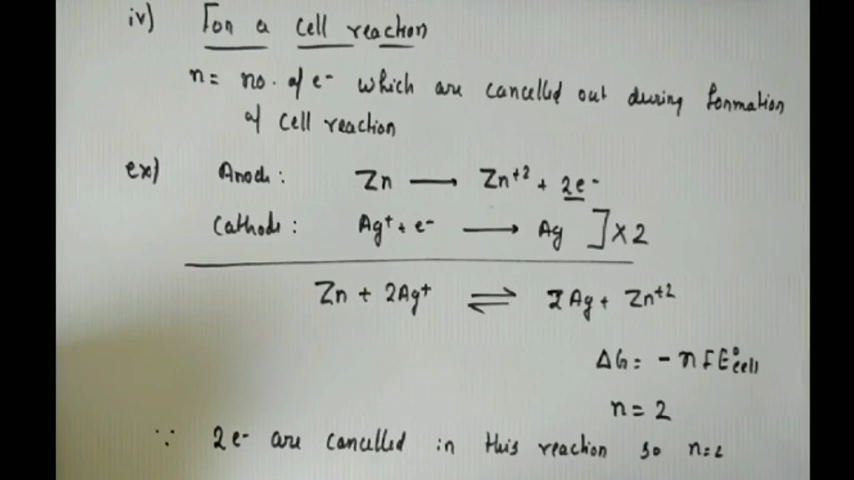 iv) For a cell reaction
n = no. of e- which are cancelled out during formation
of cell reaction
ex) Anode: Zn ⟶ Zn+2 + 2e-
Cathode: Ag+ + e- ⟶ Ag ] × 2
Zn + 2Ag+ ⇌ 2Ag + Zn+2
ΔG = - n F E°cell
n = 2
∵ 2e- are cancelled in this reaction so n=2